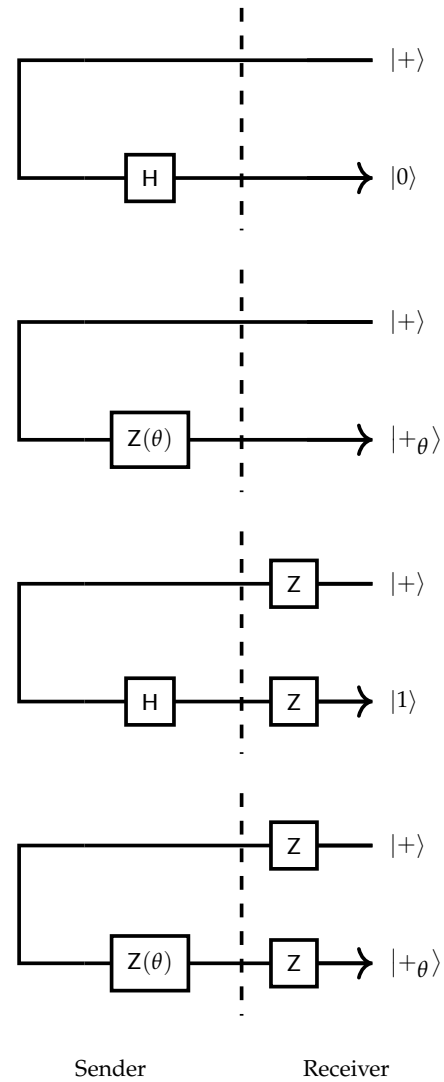 |+⟩
H |0⟩
|+⟩
Z(θ) |+θ⟩
Z |+⟩
H Z |1⟩
Z |+⟩
Z(θ) Z |+θ⟩
Sender Receiver